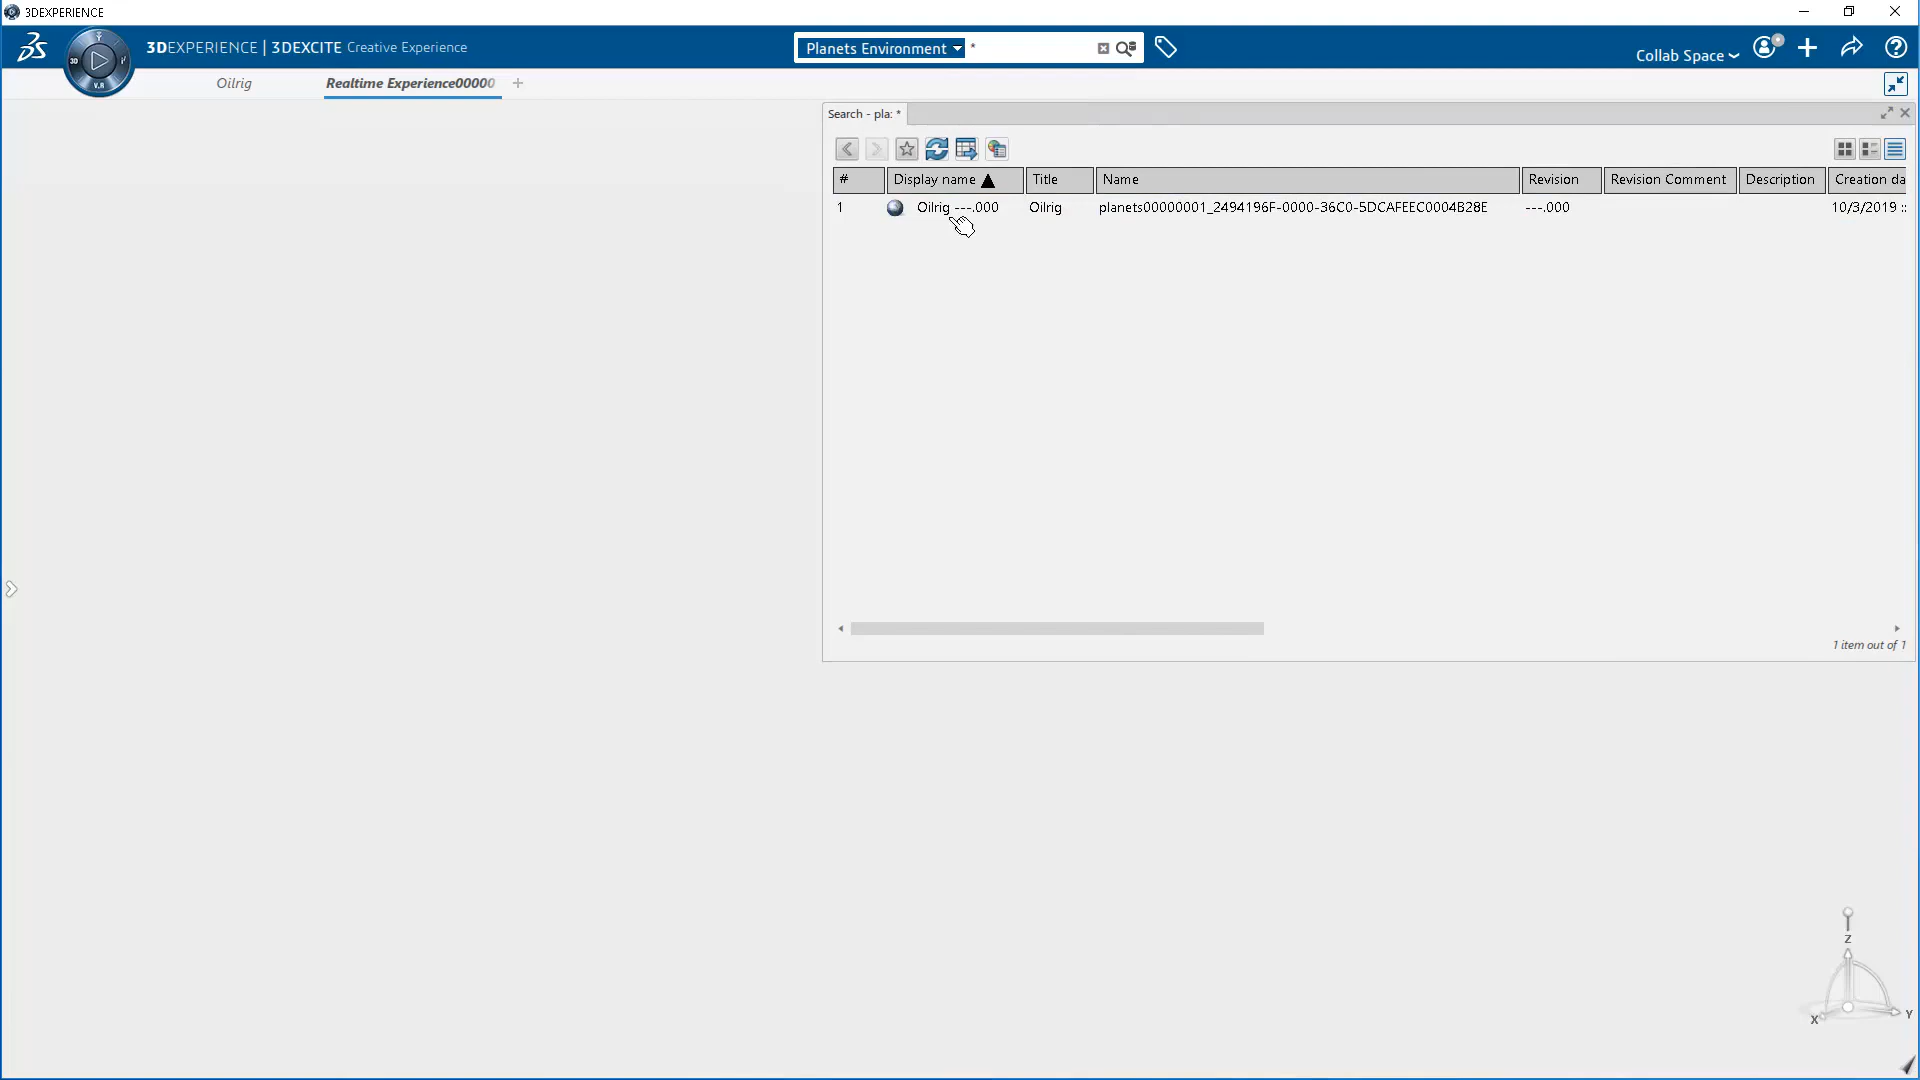 3DEXPERIENCE
3DEXPERIENCE | 3DEXCITE Creative Experience
3D
V.R
Planets Environment *
Collab Space
Oilrig
Realtime Experience00000
+
Search - pla: *
# Display name Title Name Revision Revision Comment Description Creation da
1 Oilrig ---.000 Oilrig planets00000001_2494196F-0000-36C0-5DCAFEEC0004B28E ---.000 10/3/2019 ::
1 item out of 1
Z
X
Y